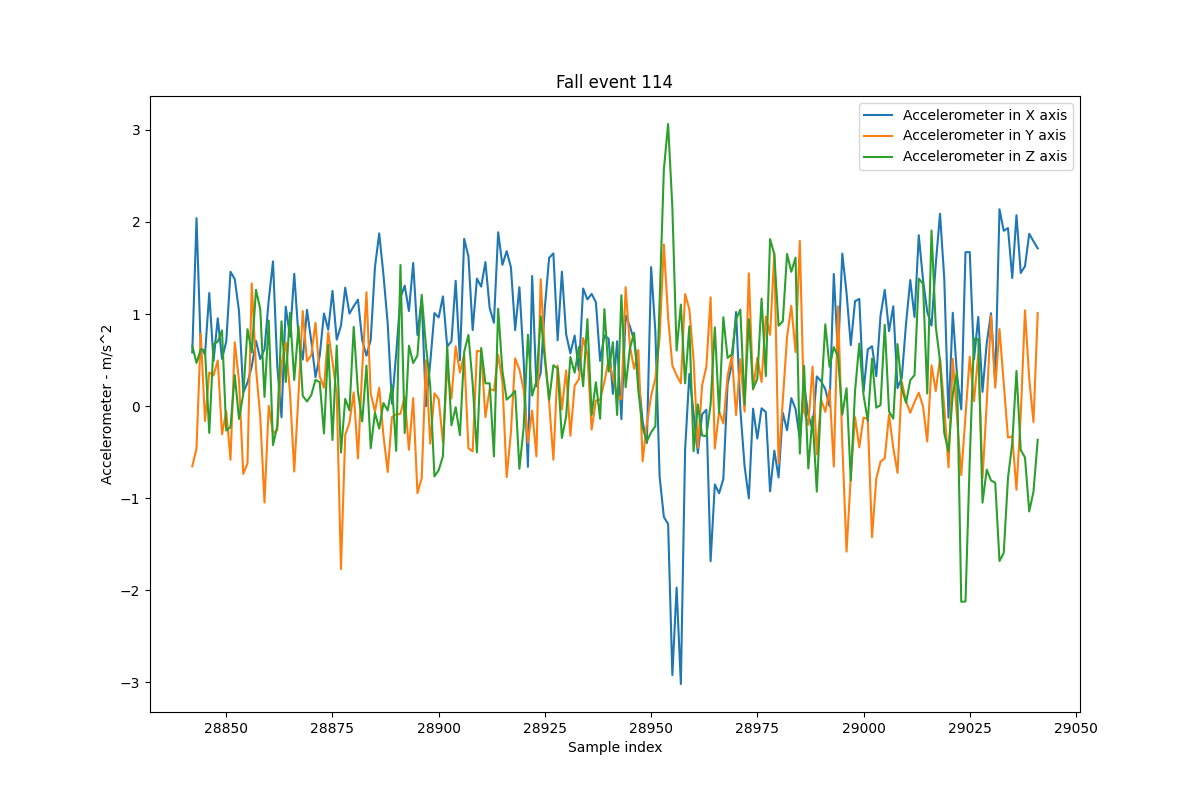 Fall event 114
Accelerometer in X axis
Accelerometer in Y axis
Accelerometer in Z axis
3
2
1
0
−1
−2
−3
Accelerometer - m/s^2
28850
28875
28900
28925
28950
28975
29000
29025
29050
Sample index